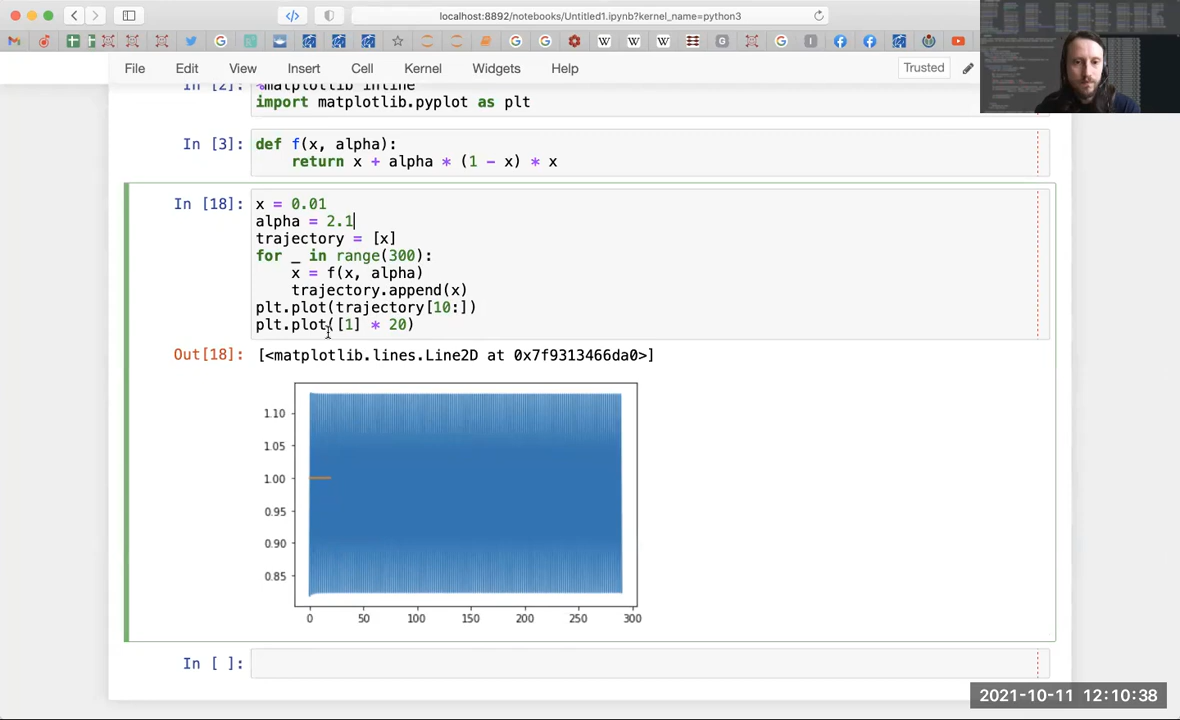 localhost:8892/notebooks/Untitled1.ipynb?kernel_name=python3
File Edit View Insert Cell Kernel Widgets Help Trusted
In [2]: %matplotlib inline
import matplotlib.pyplot as plt
In [3]: def f(x, alpha):
return x + alpha * (1 - x) * x
In [18]: x = 0.01
alpha = 2.1
trajectory = [x]
for _ in range(300):
x = f(x, alpha)
trajectory.append(x)
plt.plot(trajectory[10:])
plt.plot([1] * 20)
Out[18]: [<matplotlib.lines.Line2D at 0x7f9313466da0>]
1.10
1.05
1.00
0.95
0.90
0.85
0 50 100 150 200 250 300
In [ ]:
2021-10-11 12:10:38